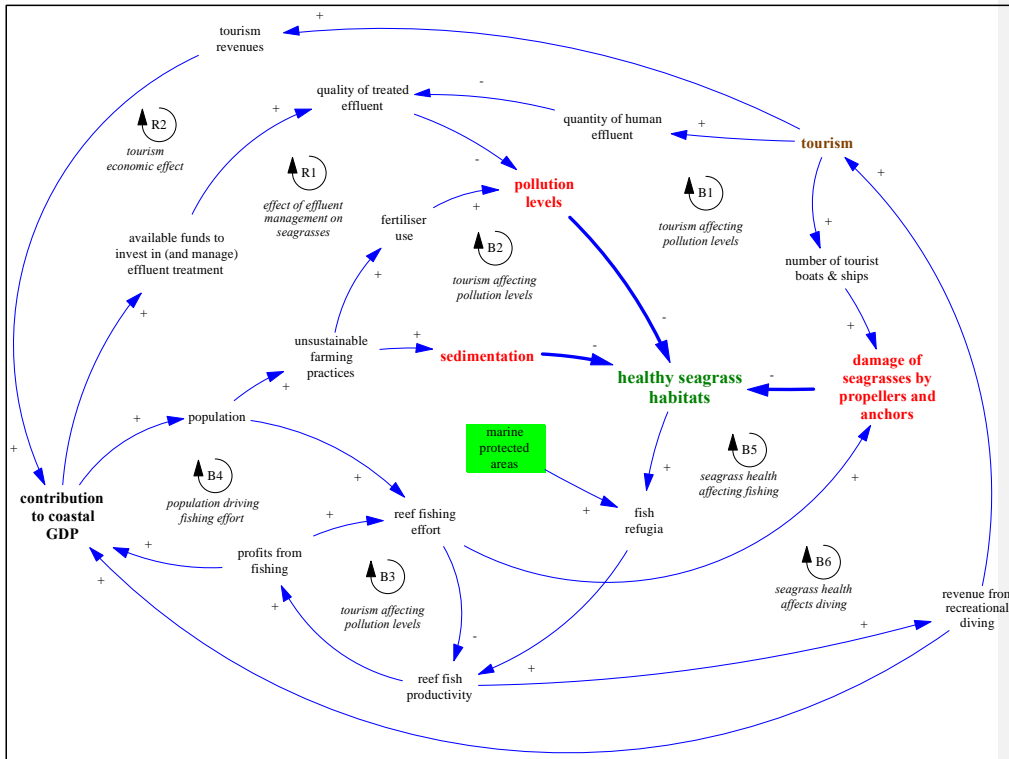 +
tourism
revenues
quality of treated
effluent
-
+
R2
tourism
economic effect
quantity of human
effluent
+
tourism
+
-
R1
effect of effluent
management on
seagrasses
pollution
levels
B1
tourism affecting
pollution levels
+
+
fertiliser
use
B2
tourism affecting
pollution levels
available funds to
invest in (and manage)
effluent treatment
number of tourist
boats & ships
+
+
-
+
unsustainable
farming
practices
+
sedimentation
-
healthy seagrass
habitats
-
damage of
seagrasses by
propellers and
anchors
+
+
population
+
marine
protected
areas
B5
seagrass health
affecting fishing
+
B4
population driving
fishing effort
+
+
+
contribution
to coastal
GDP
+
reef fishing
effort
+
fish
refugia
+
profits from
fishing
B3
tourism affecting
pollution levels
B6
seagrass health
affects diving
revenue from
recreational
diving
+
+
-
+
+
reef fish
productivity